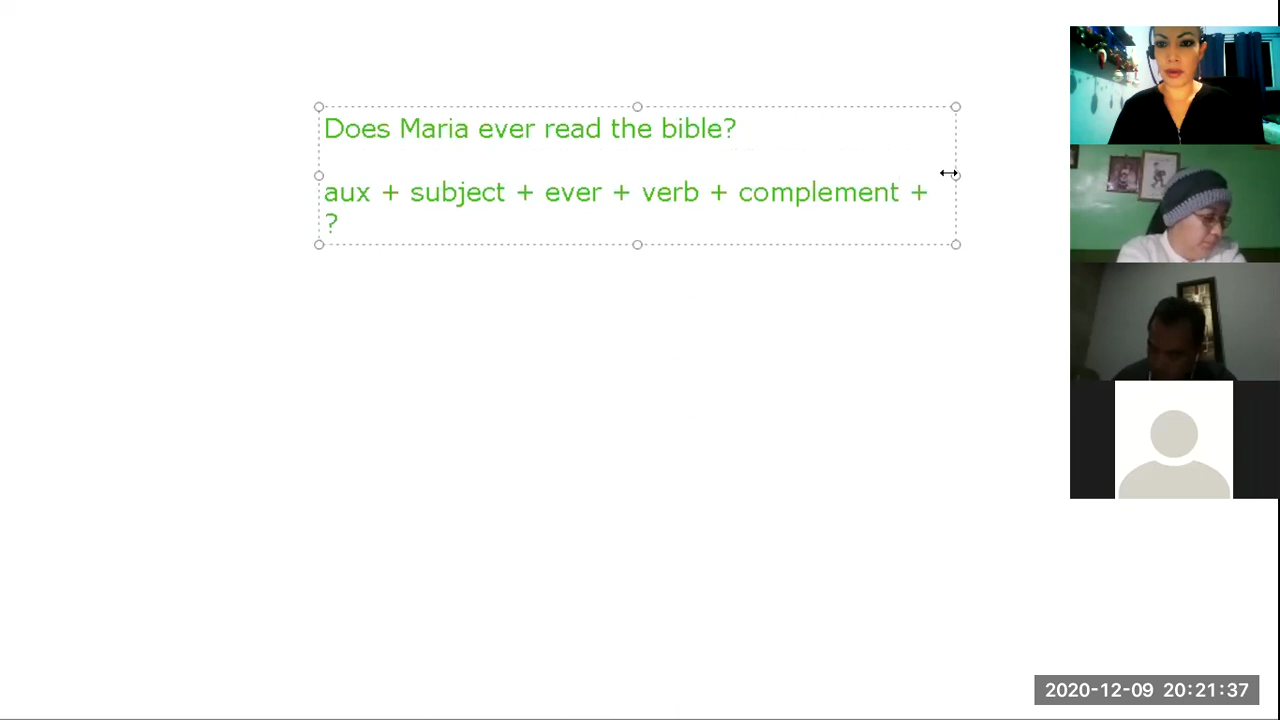 Does Maria ever read the bible?
aux + subject + ever + verb + complement +
?
2020-12-09 20:21:37